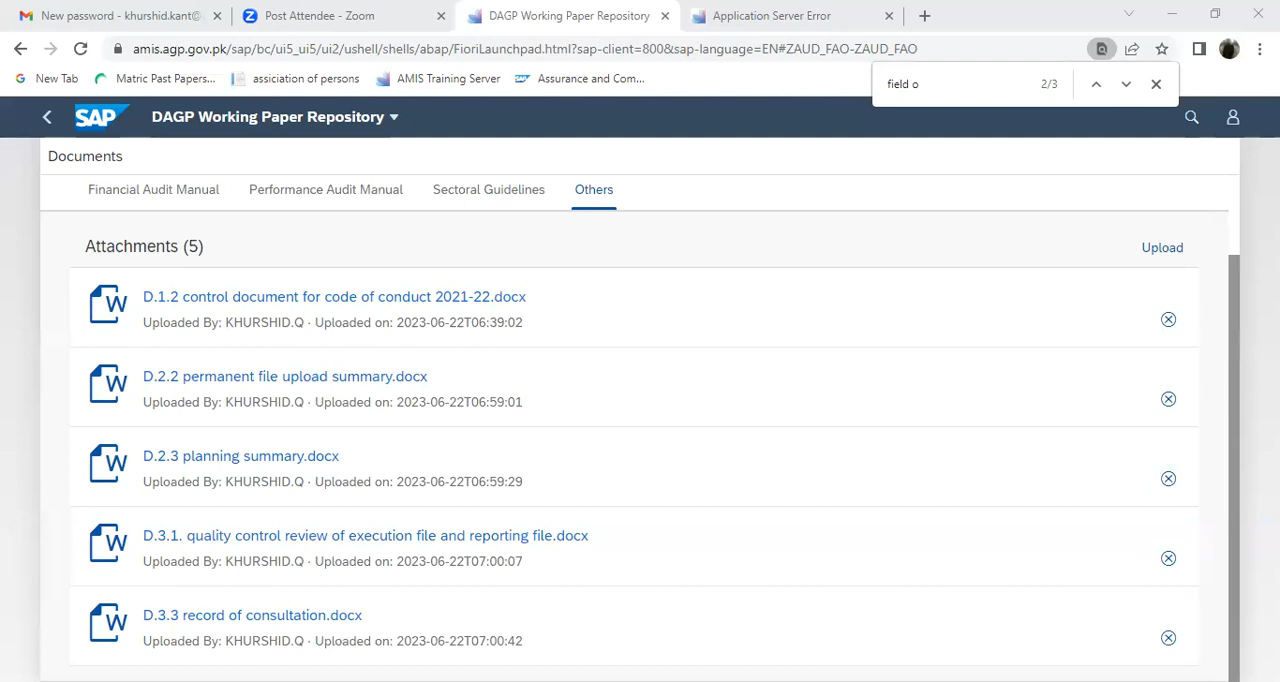 New password - khurshid.kant@
Post Attendee - Zoom
DAGP Working Paper Repository
Application Server Error
amis.agp.gov.pk/sap/bc/ui5_ui5/ui2/ushell/shells/abap/FioriLaunchpad.html?sap-client=800&sap-language=EN#ZAUD_FAO-ZAUD_FAO
G New Tab
Matric Past Papers...
assiciation of persons
AMIS Training Server
SAP Assurance and Com...
field o 2/3
SAP DAGP Working Paper Repository
Documents
Financial Audit Manual Performance Audit Manual Sectoral Guidelines Others
Attachments (5) Upload
W D.1.2 control document for code of conduct 2021-22.docx
Uploaded By: KHURSHID.Q · Uploaded on: 2023-06-22T06:39:02
W D.2.2 permanent file upload summary.docx
Uploaded By: KHURSHID.Q · Uploaded on: 2023-06-22T06:59:01
W D.2.3 planning summary.docx
Uploaded By: KHURSHID.Q · Uploaded on: 2023-06-22T06:59:29
W D.3.1. quality control review of execution file and reporting file.docx
Uploaded By: KHURSHID.Q · Uploaded on: 2023-06-22T07:00:07
W D.3.3 record of consultation.docx
Uploaded By: KHURSHID.Q · Uploaded on: 2023-06-22T07:00:42